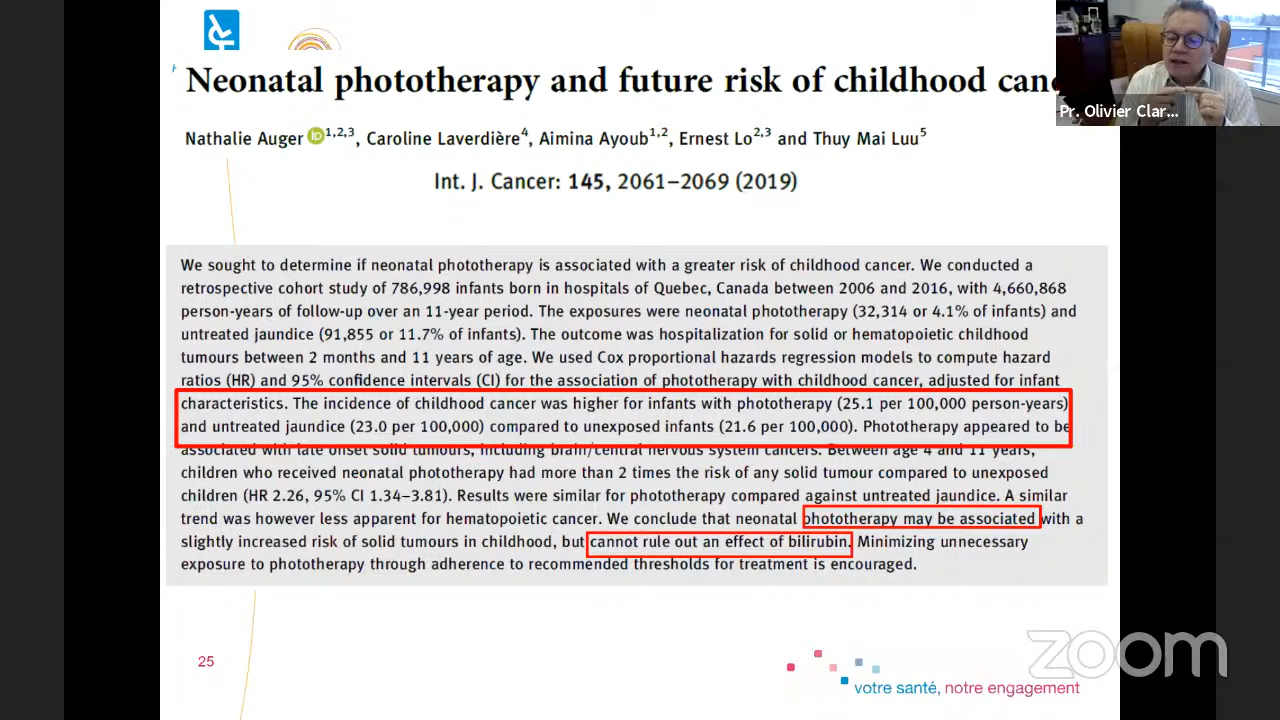 Neonatal phototherapy and future risk of childhood
Pr. Olivier Clar...
Nathalie Auger iD 1,2,3, Caroline Laverdière4, Aimina Ayoub1,2, Ernest Lo2,3 and Thuy Mai Luu5
Int. J. Cancer: 145, 2061–2069 (2019)
We sought to determine if neonatal phototherapy is associated with a greater risk of childhood cancer. We conducted a
retrospective cohort study of 786,998 infants born in hospitals of Quebec, Canada between 2006 and 2016, with 4,660,868
person-years of follow-up over an 11-year period. The exposures were neonatal phototherapy (32,314 or 4.1% of infants) and
untreated jaundice (91,855 or 11.7% of infants). The outcome was hospitalization for solid or hematopoietic childhood
tumours between 2 months and 11 years of age. We used Cox proportional hazards regression models to compute hazard
ratios (HR) and 95% confidence intervals (CI) for the association of phototherapy with childhood cancer, adjusted for infant
characteristics. The incidence of childhood cancer was higher for infants with phototherapy (25.1 per 100,000 person-years)
and untreated jaundice (23.0 per 100,000) compared to unexposed infants (21.6 per 100,000). Phototherapy appeared to be
associated with late onset solid tumours, including brain/central nervous system cancers. Between age 4 and 11 years,
children who received neonatal phototherapy had more than 2 times the risk of any solid tumour compared to unexposed
children (HR 2.26, 95% CI 1.34–3.81). Results were similar for phototherapy compared against untreated jaundice. A similar
trend was however less apparent for hematopoietic cancer. We conclude that neonatal phototherapy may be associated with a
slightly increased risk of solid tumours in childhood, but cannot rule out an effect of bilirubin. Minimizing unnecessary
exposure to phototherapy through adherence to recommended thresholds for treatment is encouraged.
25
votre santé, notre engagement
zoom